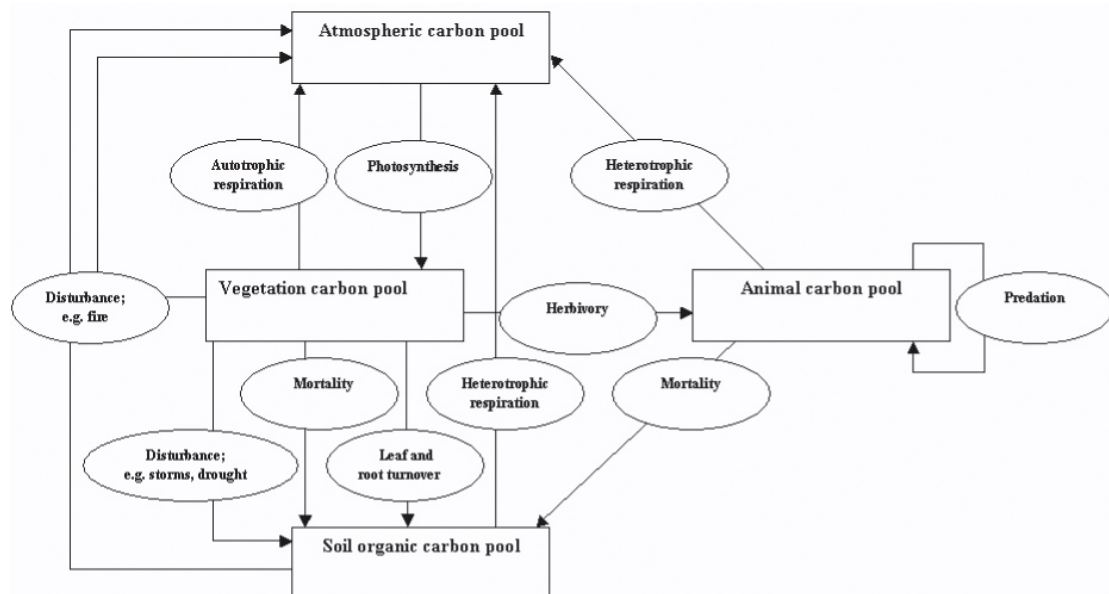 Atmospheric carbon pool
Autotrophic
respiration
Photosynthesis
Heterotrophic
respiration
Disturbance;
e.g. fire
Vegetation carbon pool
Herbivory
Animal carbon pool
Predation
Mortality
Heterotrophic
respiration
Mortality
Disturbance;
e.g. storms, drought
Leaf and
root turnover
Soil organic carbon pool